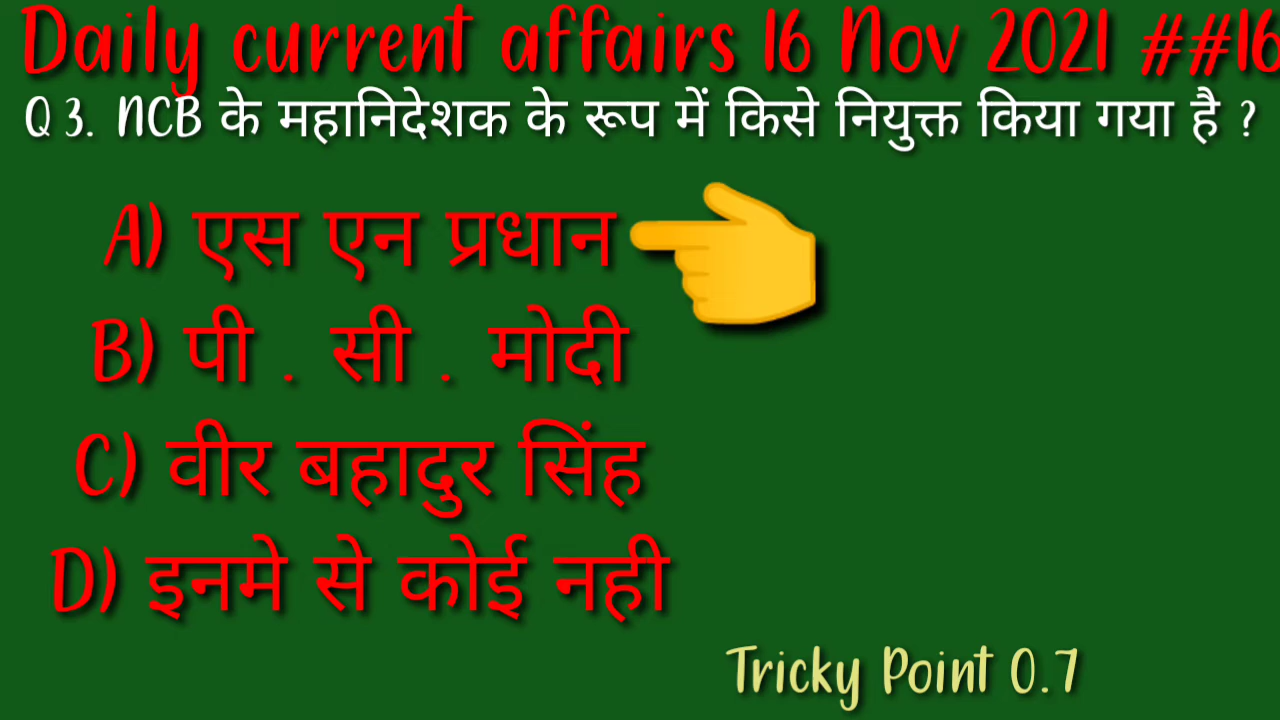 Daily current affairs 16 Nov 2021 ##16
Q 3. NCB के महानिदेशक के रूप में किसे नियुक्त किया गया है ?
A) एस एन प्रधान
B) पी . सी . मोदी
C) वीर बहादुर सिंह
D) इनमे से कोई नही
Tricky Point 0.7